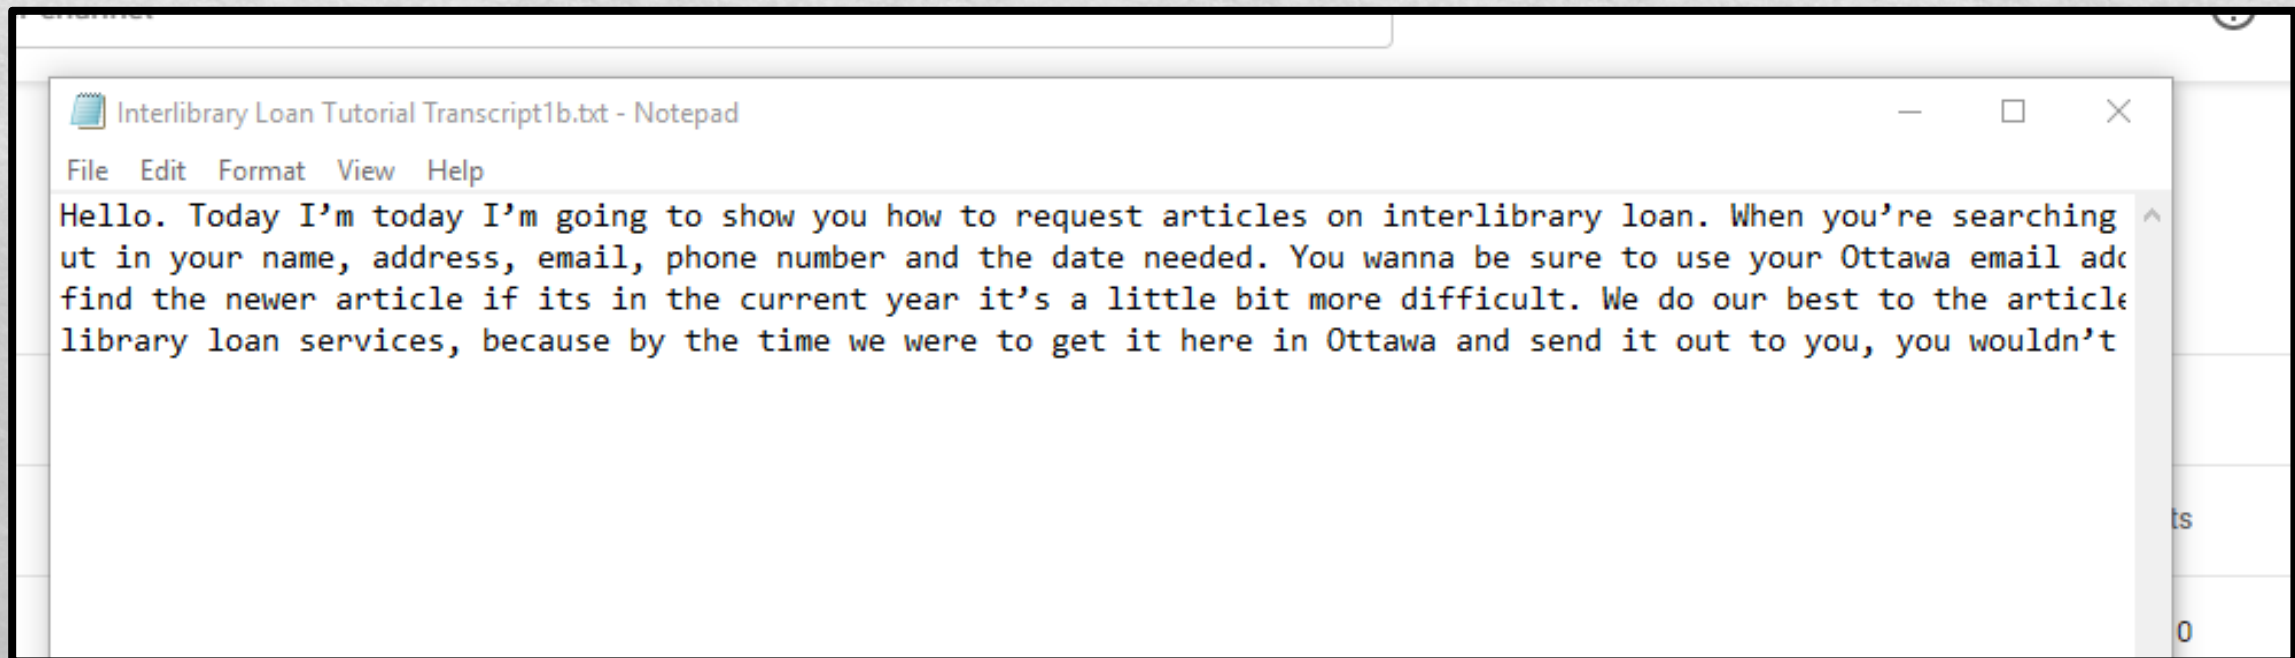 channel
Interlibrary Loan Tutorial Transcript1b.txt - Notepad
File Edit Format View Help
Hello. Today I’m today I’m going to show you how to request articles on interlibrary loan. When you’re searching
ut in your name, address, email, phone number and the date needed. You wanna be sure to use your Ottawa email add
find the newer article if its in the current year it’s a little bit more difficult. We do our best to the article
library loan services, because by the time we were to get it here in Ottawa and send it out to you, you wouldn’t
ts
0